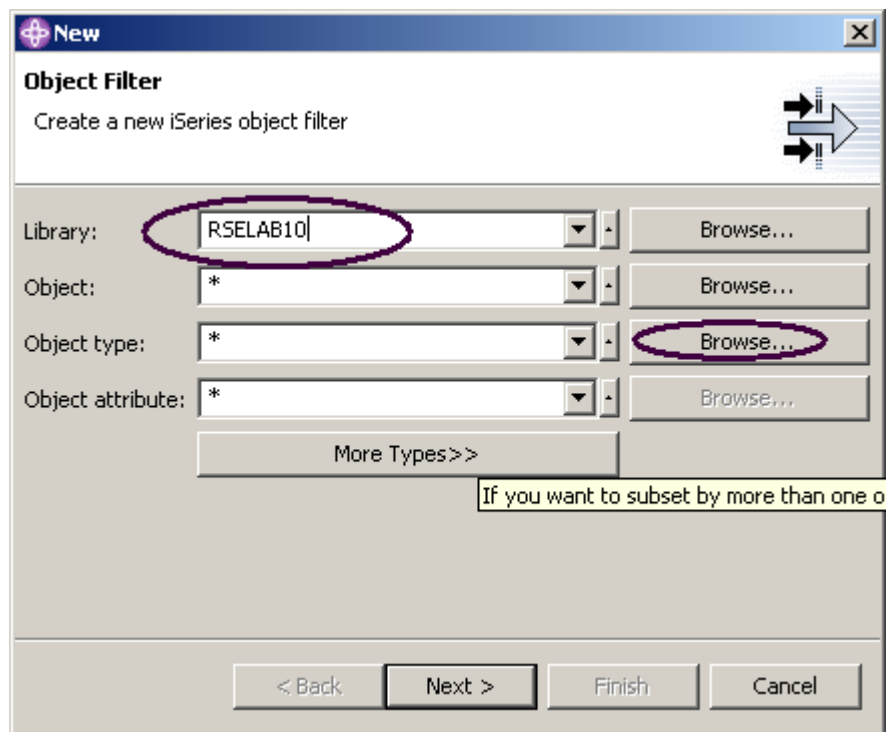 New
Object Filter
Create a new iSeries object filter
Library: RSELAB10 Browse...
Object: * Browse...
Object type: * Browse...
Object attribute: * Browse...
More Types>>
If you want to subset by more than one o
< Back Next > Finish Cancel